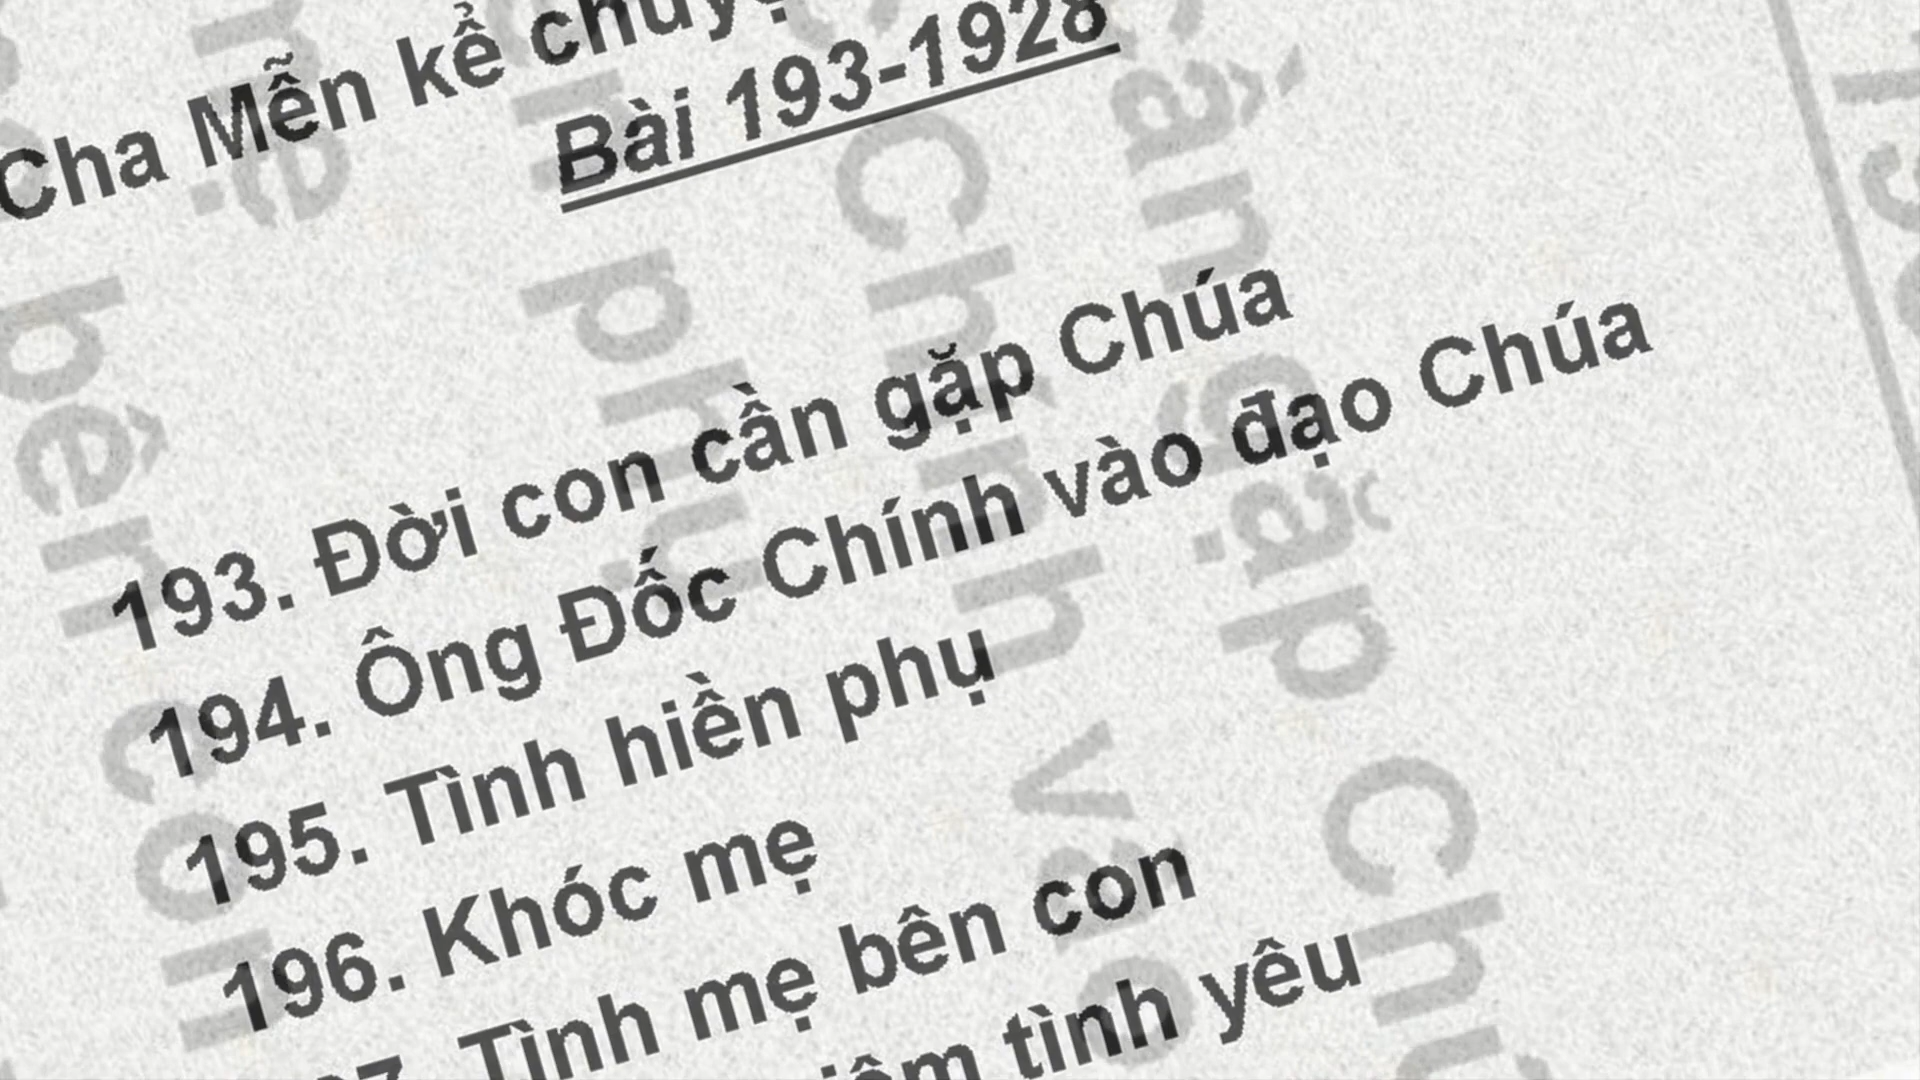 Cha Mễn kể chuyện
Bài 193-1928
193. Đời con cần gặp Chúa
194. Ông Đốc Chính vào đạo Chúa
195. Tình hiền phụ
196. Khóc mẹ
Tình mẹ bên con
tình yêu